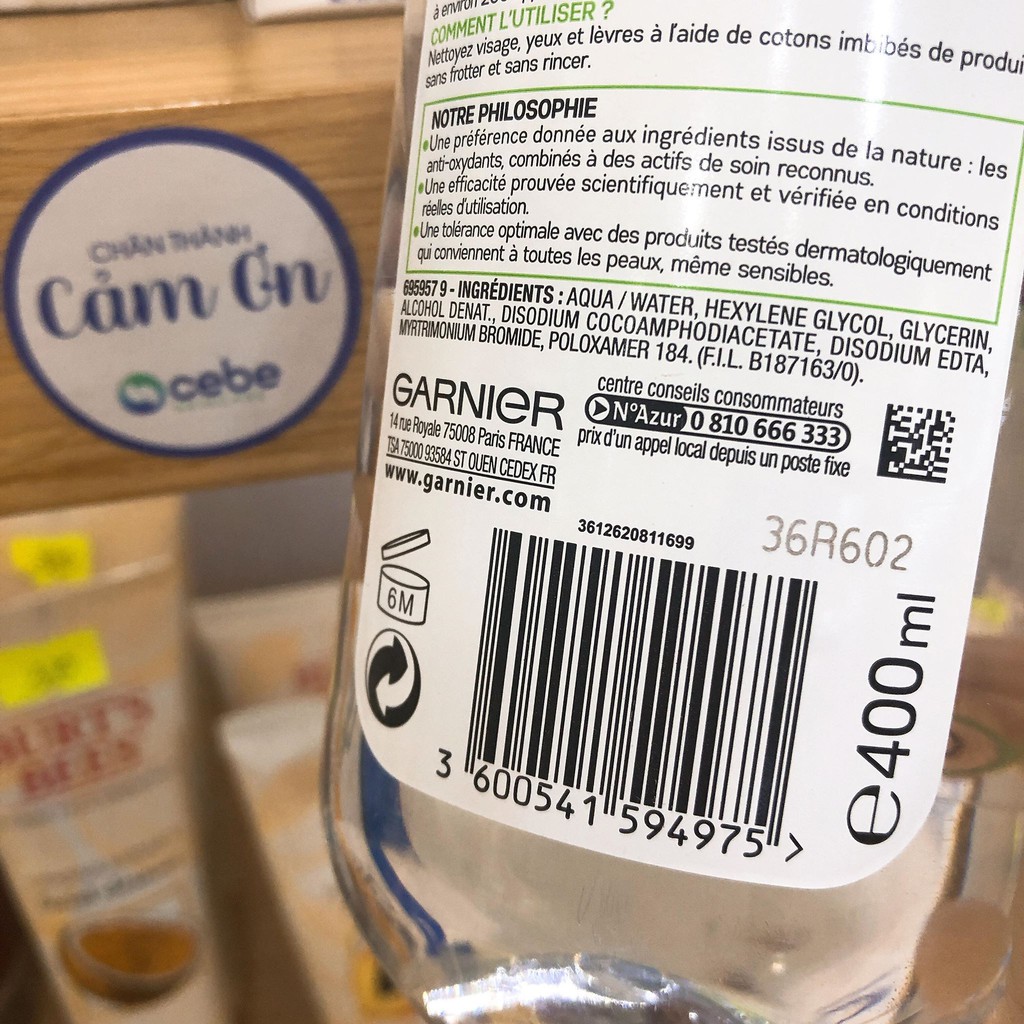 à environ
COMMENT L'UTILISER ?
Nettoyez visage, yeux et lèvres à l'aide de cotons imbibés de produi
sans frotter et sans rincer.
NOTRE PHILOSOPHIE
•Une préférence donnée aux ingrédients issus de la nature : les
anti-oxydants, combinés à des actifs de soin reconnus.
•Une efficacité prouvée scientifiquement et vérifiée en conditions
réelles d'utilisation.
•Une tolérance optimale avec des produits testés dermatologiquement
qui conviennent à toutes les peaux, même sensibles.
695957 9 - INGRÉDIENTS : AQUA / WATER, HEXYLENE GLYCOL, GLYCERIN,
ALCOHOL DENAT., DISODIUM COCOAMPHODIACETATE, DISODIUM EDTA,
MYRTRIMONIUM BROMIDE, POLOXAMER 184. (F.I.L. B187163/0).
GARNIER
14 rue Royale 75008 Paris FRANCE
TSA 75000 93584 ST OUEN CEDEX FR
www.garnier.com
centre conseils consommateurs
N°Azur 0 810 666 333
prix d'un appel local depuis un poste fixe
3612620811699
36R602
6M
400 ml
3 600541 594975 >
CHÂN THÀNH
Cảm Ơn
cebe
BURT'S
BEES